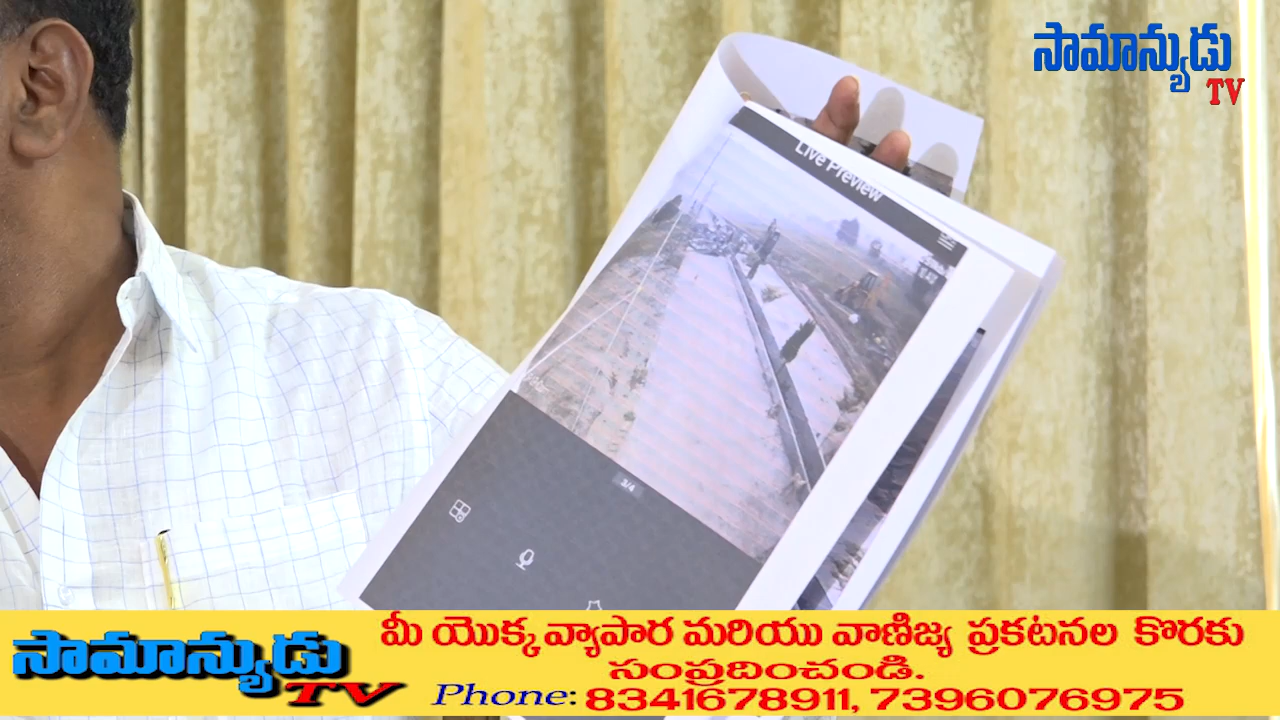 సామాన్యుడు
TV
Live Preview
3/4
సామాన్యుడు
TV
మీ యొక్క వ్యాపార మరియు వాణిజ్య ప్రకటనల కొరకు
సంప్రదించండి.
Phone: 8341678911, 7396076975